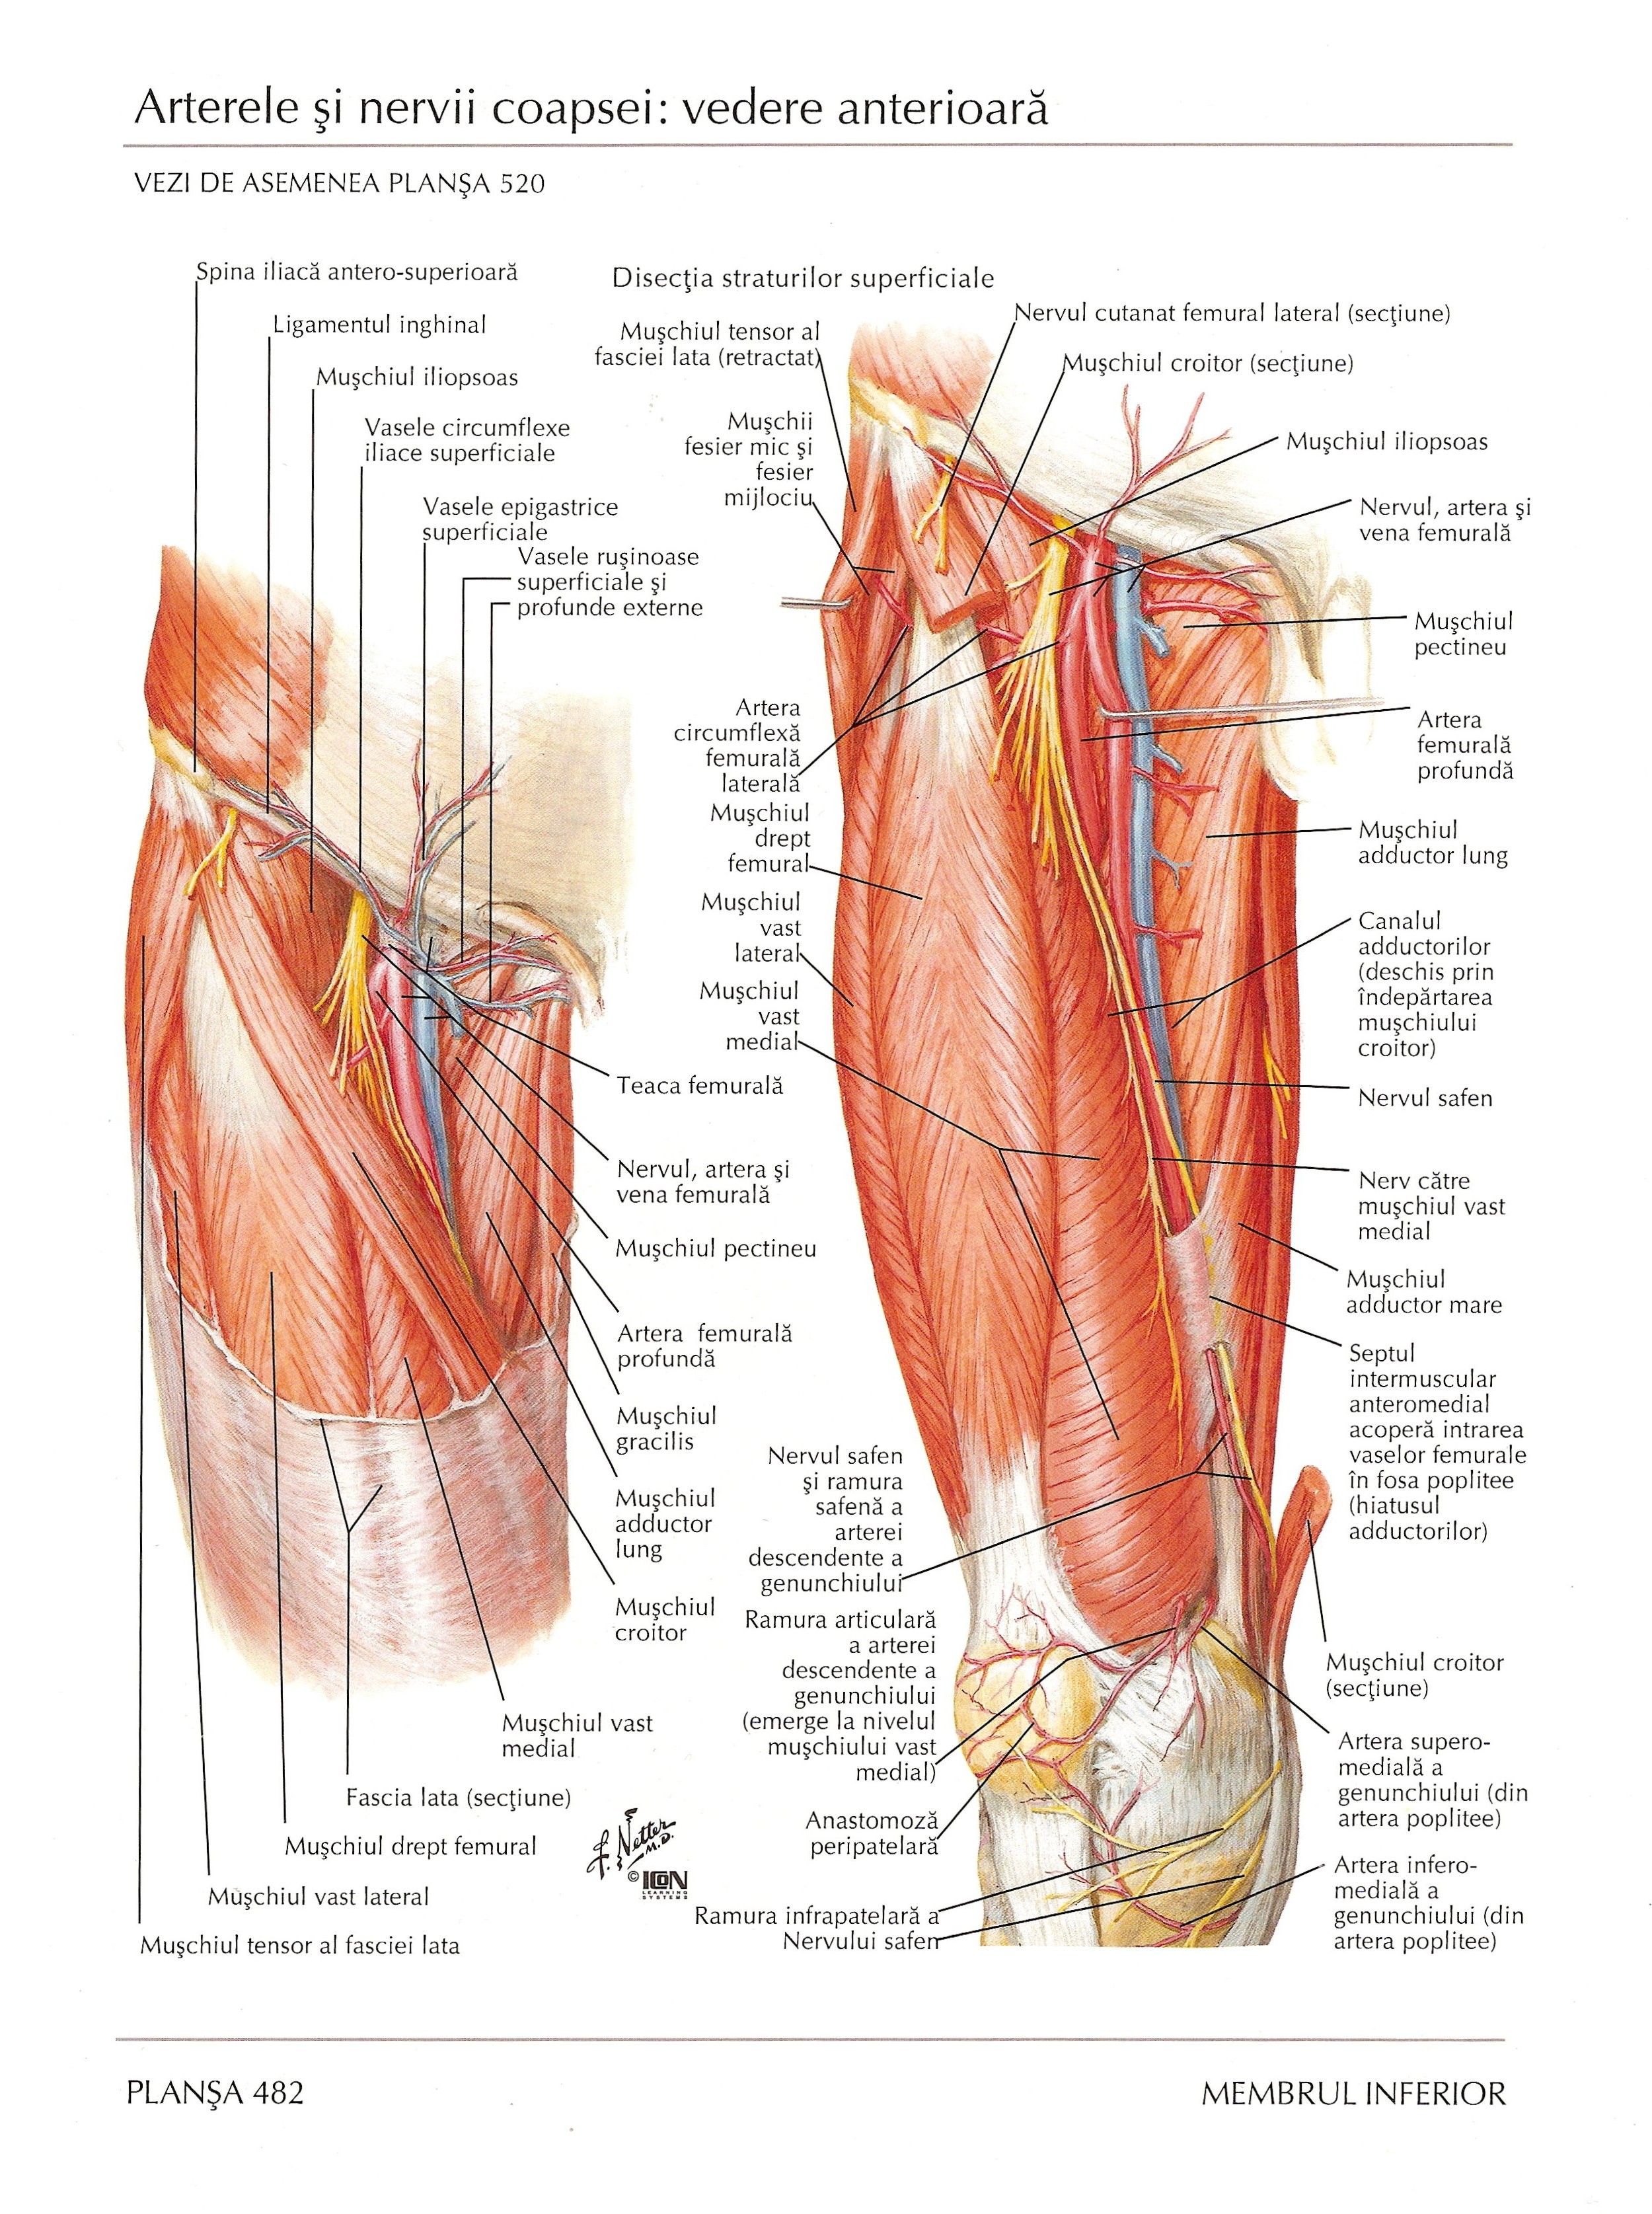 Arterele şi nervii coapsei: vedere anterioară
VEZI DE ASEMENEA PLANŞA 520
Spina iliacă antero-superioară
Ligamentul inghinal
Muşchiul iliopsoas
Vasele circumflexe
iliace superficiale
Vasele epigastrice
superficiale
Vasele ruşinoase
superficiale şi
profunde externe
Teaca femurală
Nervul, artera şi
vena femurală
Muşchiul pectineu
Artera femurală
profundă
Muşchiul
gracilis
Muşchiul
adductor
lung
Muşchiul
croitor
Muşchiul vast
medial
Fascia lata (secţiune)
Muşchiul drept femural
Muşchiul vast lateral
Muşchiul tensor al fasciei lata
Disecţia straturilor superficiale
Muşchiul tensor al
fasciei lata (retractat)
Muşchii
fesier mic şi
fesier
mijlociu
Artera
circumflexă
femurală
laterală
Muşchiul
drept
femural
Muşchiul
vast
lateral
Muşchiul
vast
medial
Nervul safen
şi ramura
safenă a
arterei
descendente a
genunchiului
Ramura articulară
a arterei
descendente a
genunchiului
(emerge la nivelul
muşchiului vast
medial)
Anastomoză
peripatelară
Ramura infrapatelară a
Nervului safen
Nervul cutanat femural lateral (secţiune)
Muşchiul croitor (secţiune)
Muşchiul iliopsoas
Nervul, artera şi
vena femurală
Muşchiul
pectineu
Artera
femurală
profundă
Muşchiul
adductor lung
Canalul
adductorilor
(deschis prin
îndepărtarea
muşchiului
croitor)
Nervul safen
Nerv către
muşchiul vast
medial
Muşchiul
adductor mare
Septul
intermuscular
anteromedial
acoperă intrarea
vaselor femurale
în fosa poplitee
(hiatusul
adductorilor)
Muşchiul croitor
(secţiune)
Artera supero-
medială a
genunchiului (din
artera poplitee)
Artera infero-
medială a
genunchiului (din
artera poplitee)
F. Netter
M.D.
© ICON
LEARNING
SYSTEMS
PLANŞA 482
MEMBRUL INFERIOR